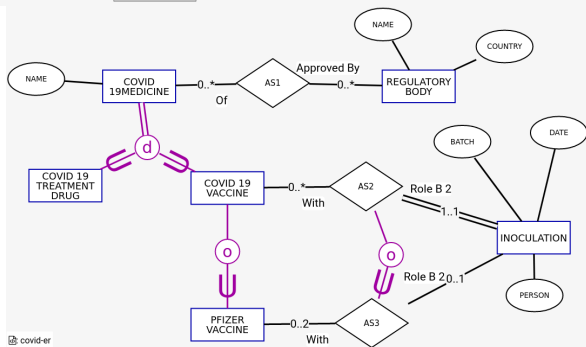 NAME
COUNTRY
NAME
COVID
19MEDICINE
0..*
Of
AS1
Approved By
0..*
REGULATORY
BODY
d
COVID 19
TREATMENT
DRUG
COVID 19
VACCINE
0..*
With
AS2
Role B 2
1..1
BATCH
DATE
INOCULATION
PERSON
o
o
Role B 2
0..1
PFIZER
VACCINE
0..2
With
AS3
covid-er